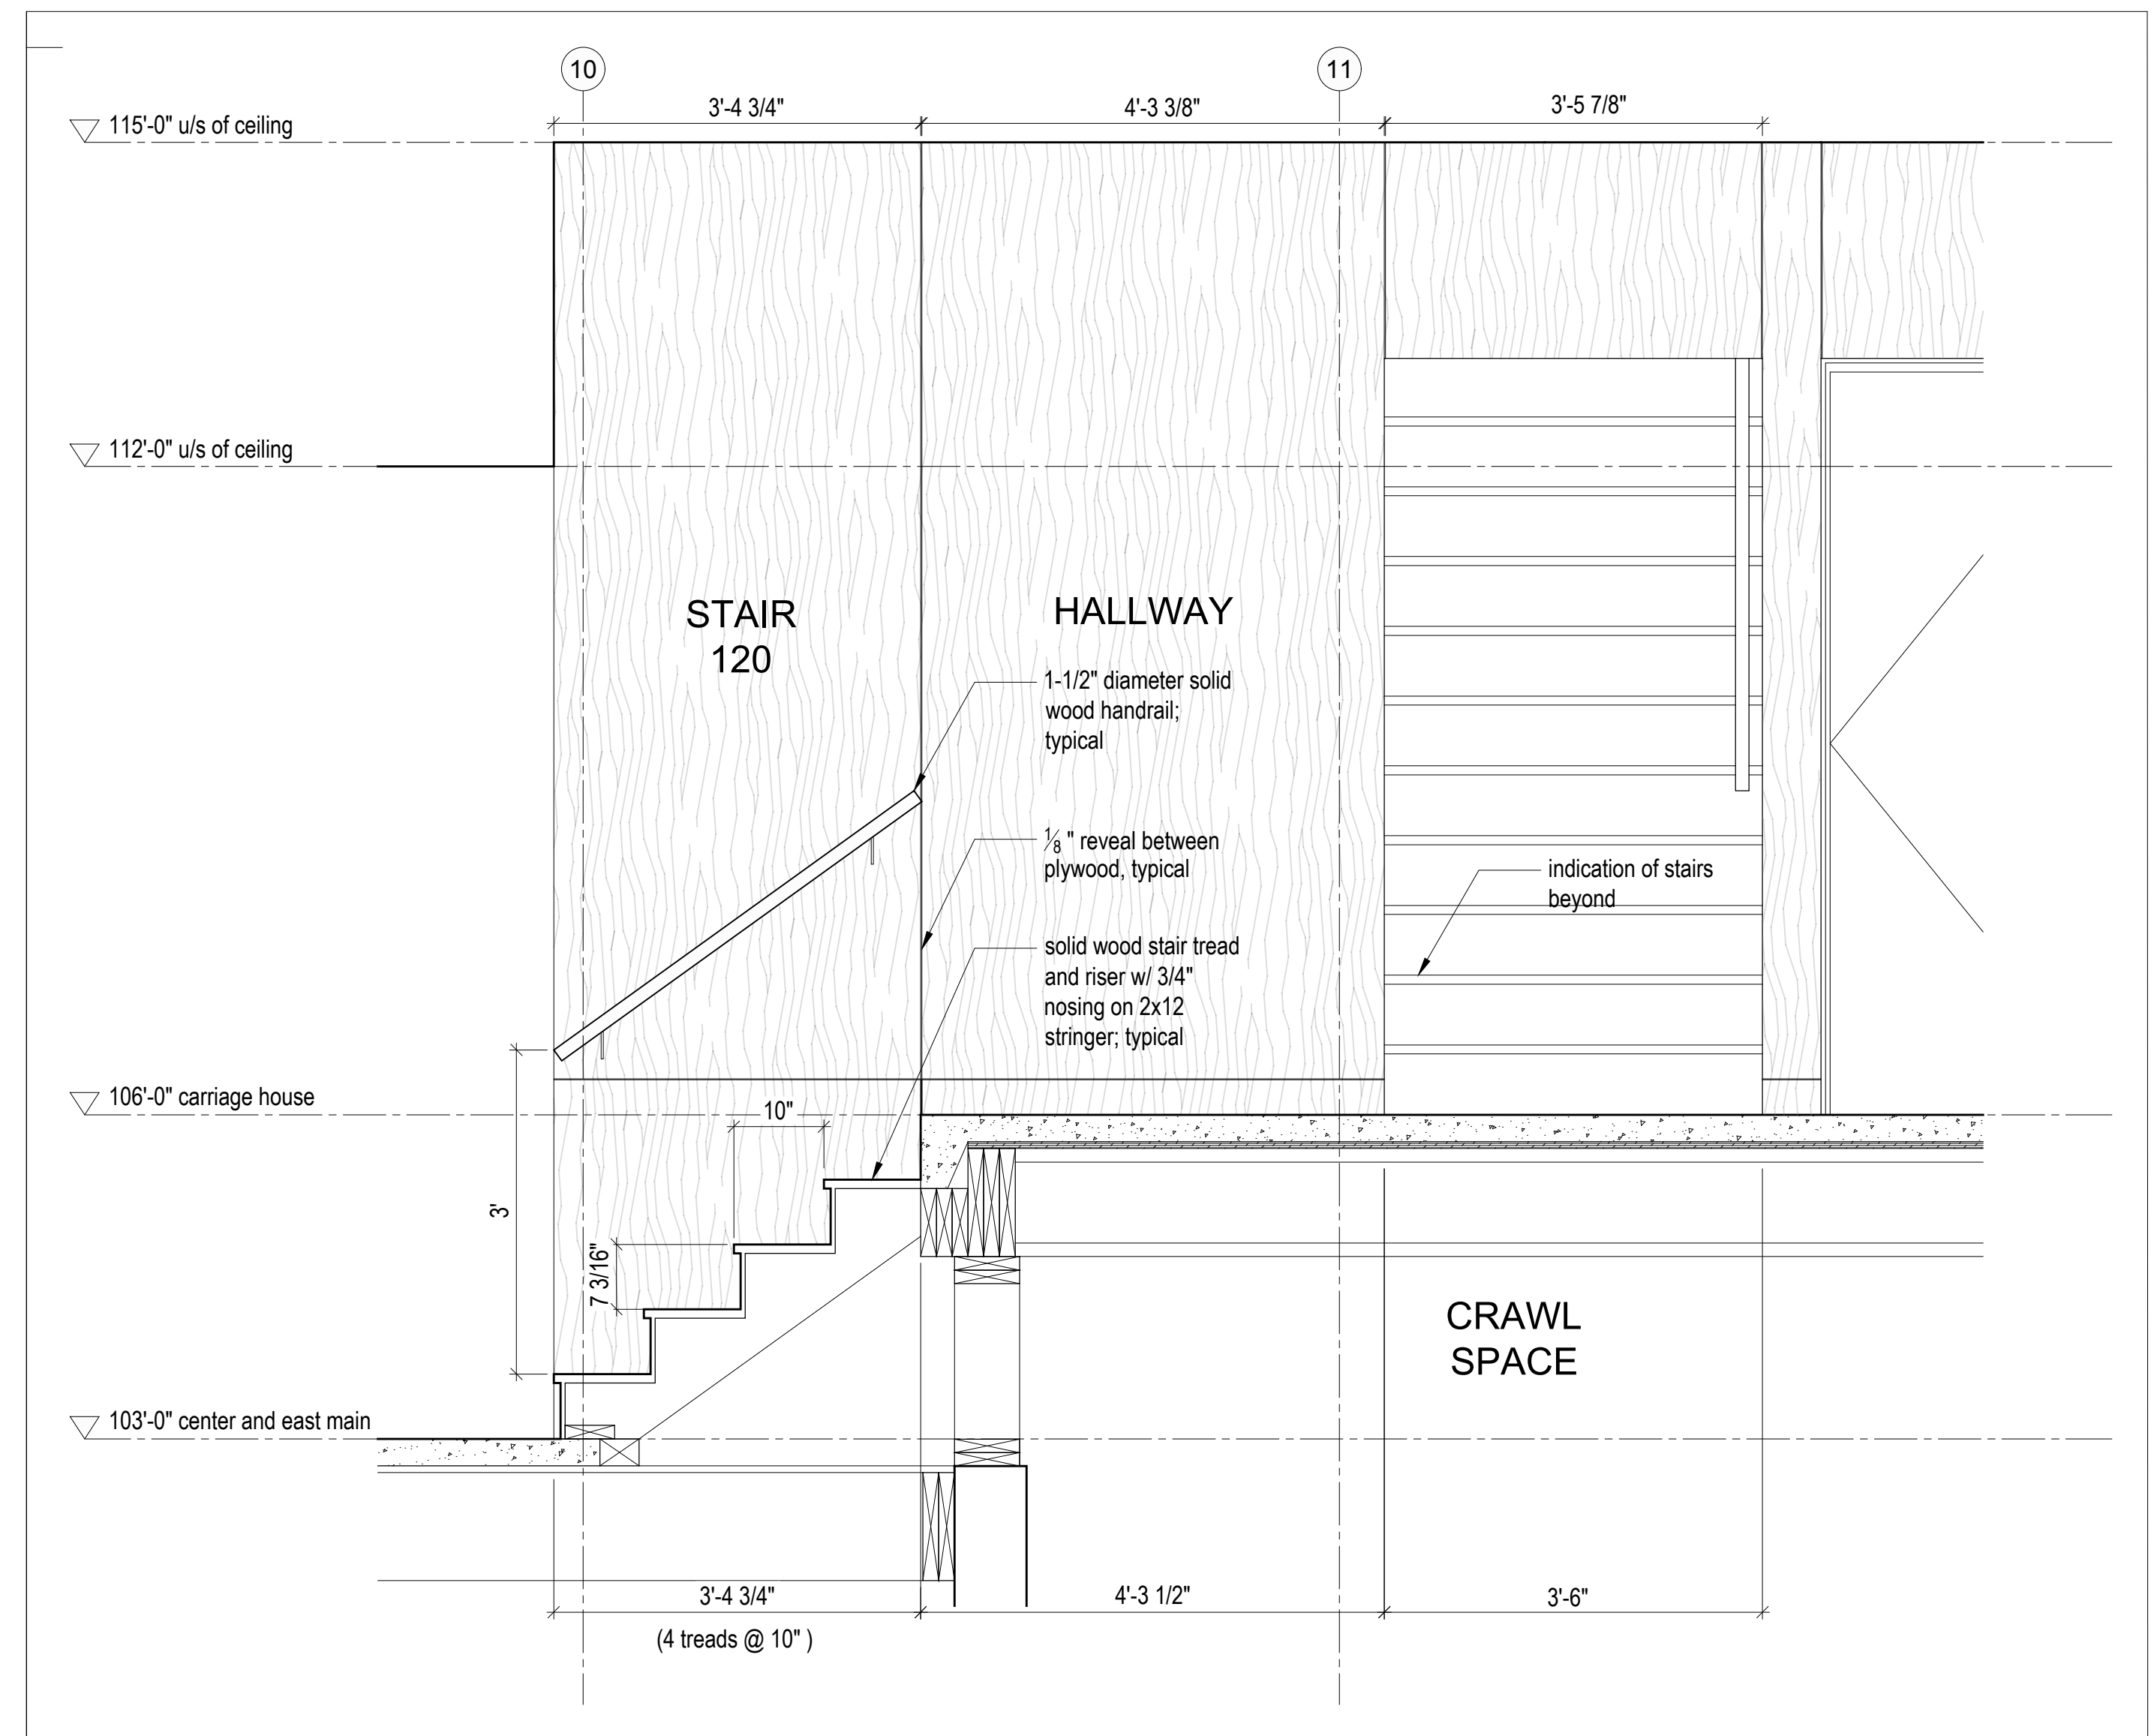 10
11
3'-4 3/4"
4'-3 3/8"
3'-5 7/8"
115'-0" u/s of ceiling
112'-0" u/s of ceiling
STAIR
120
HALLWAY
1-1/2" diameter solid
wood handrail;
typical
1/8 " reveal between
plywood, typical
indication of stairs
beyond
solid wood stair tread
and riser w/ 3/4"
nosing on 2x12
stringer; typical
106'-0" carriage house
10"
3'
7 3/16"
CRAWL
SPACE
103'-0" center and east main
3'-4 3/4"
4'-3 1/2"
3'-6"
(4 treads @ 10" )